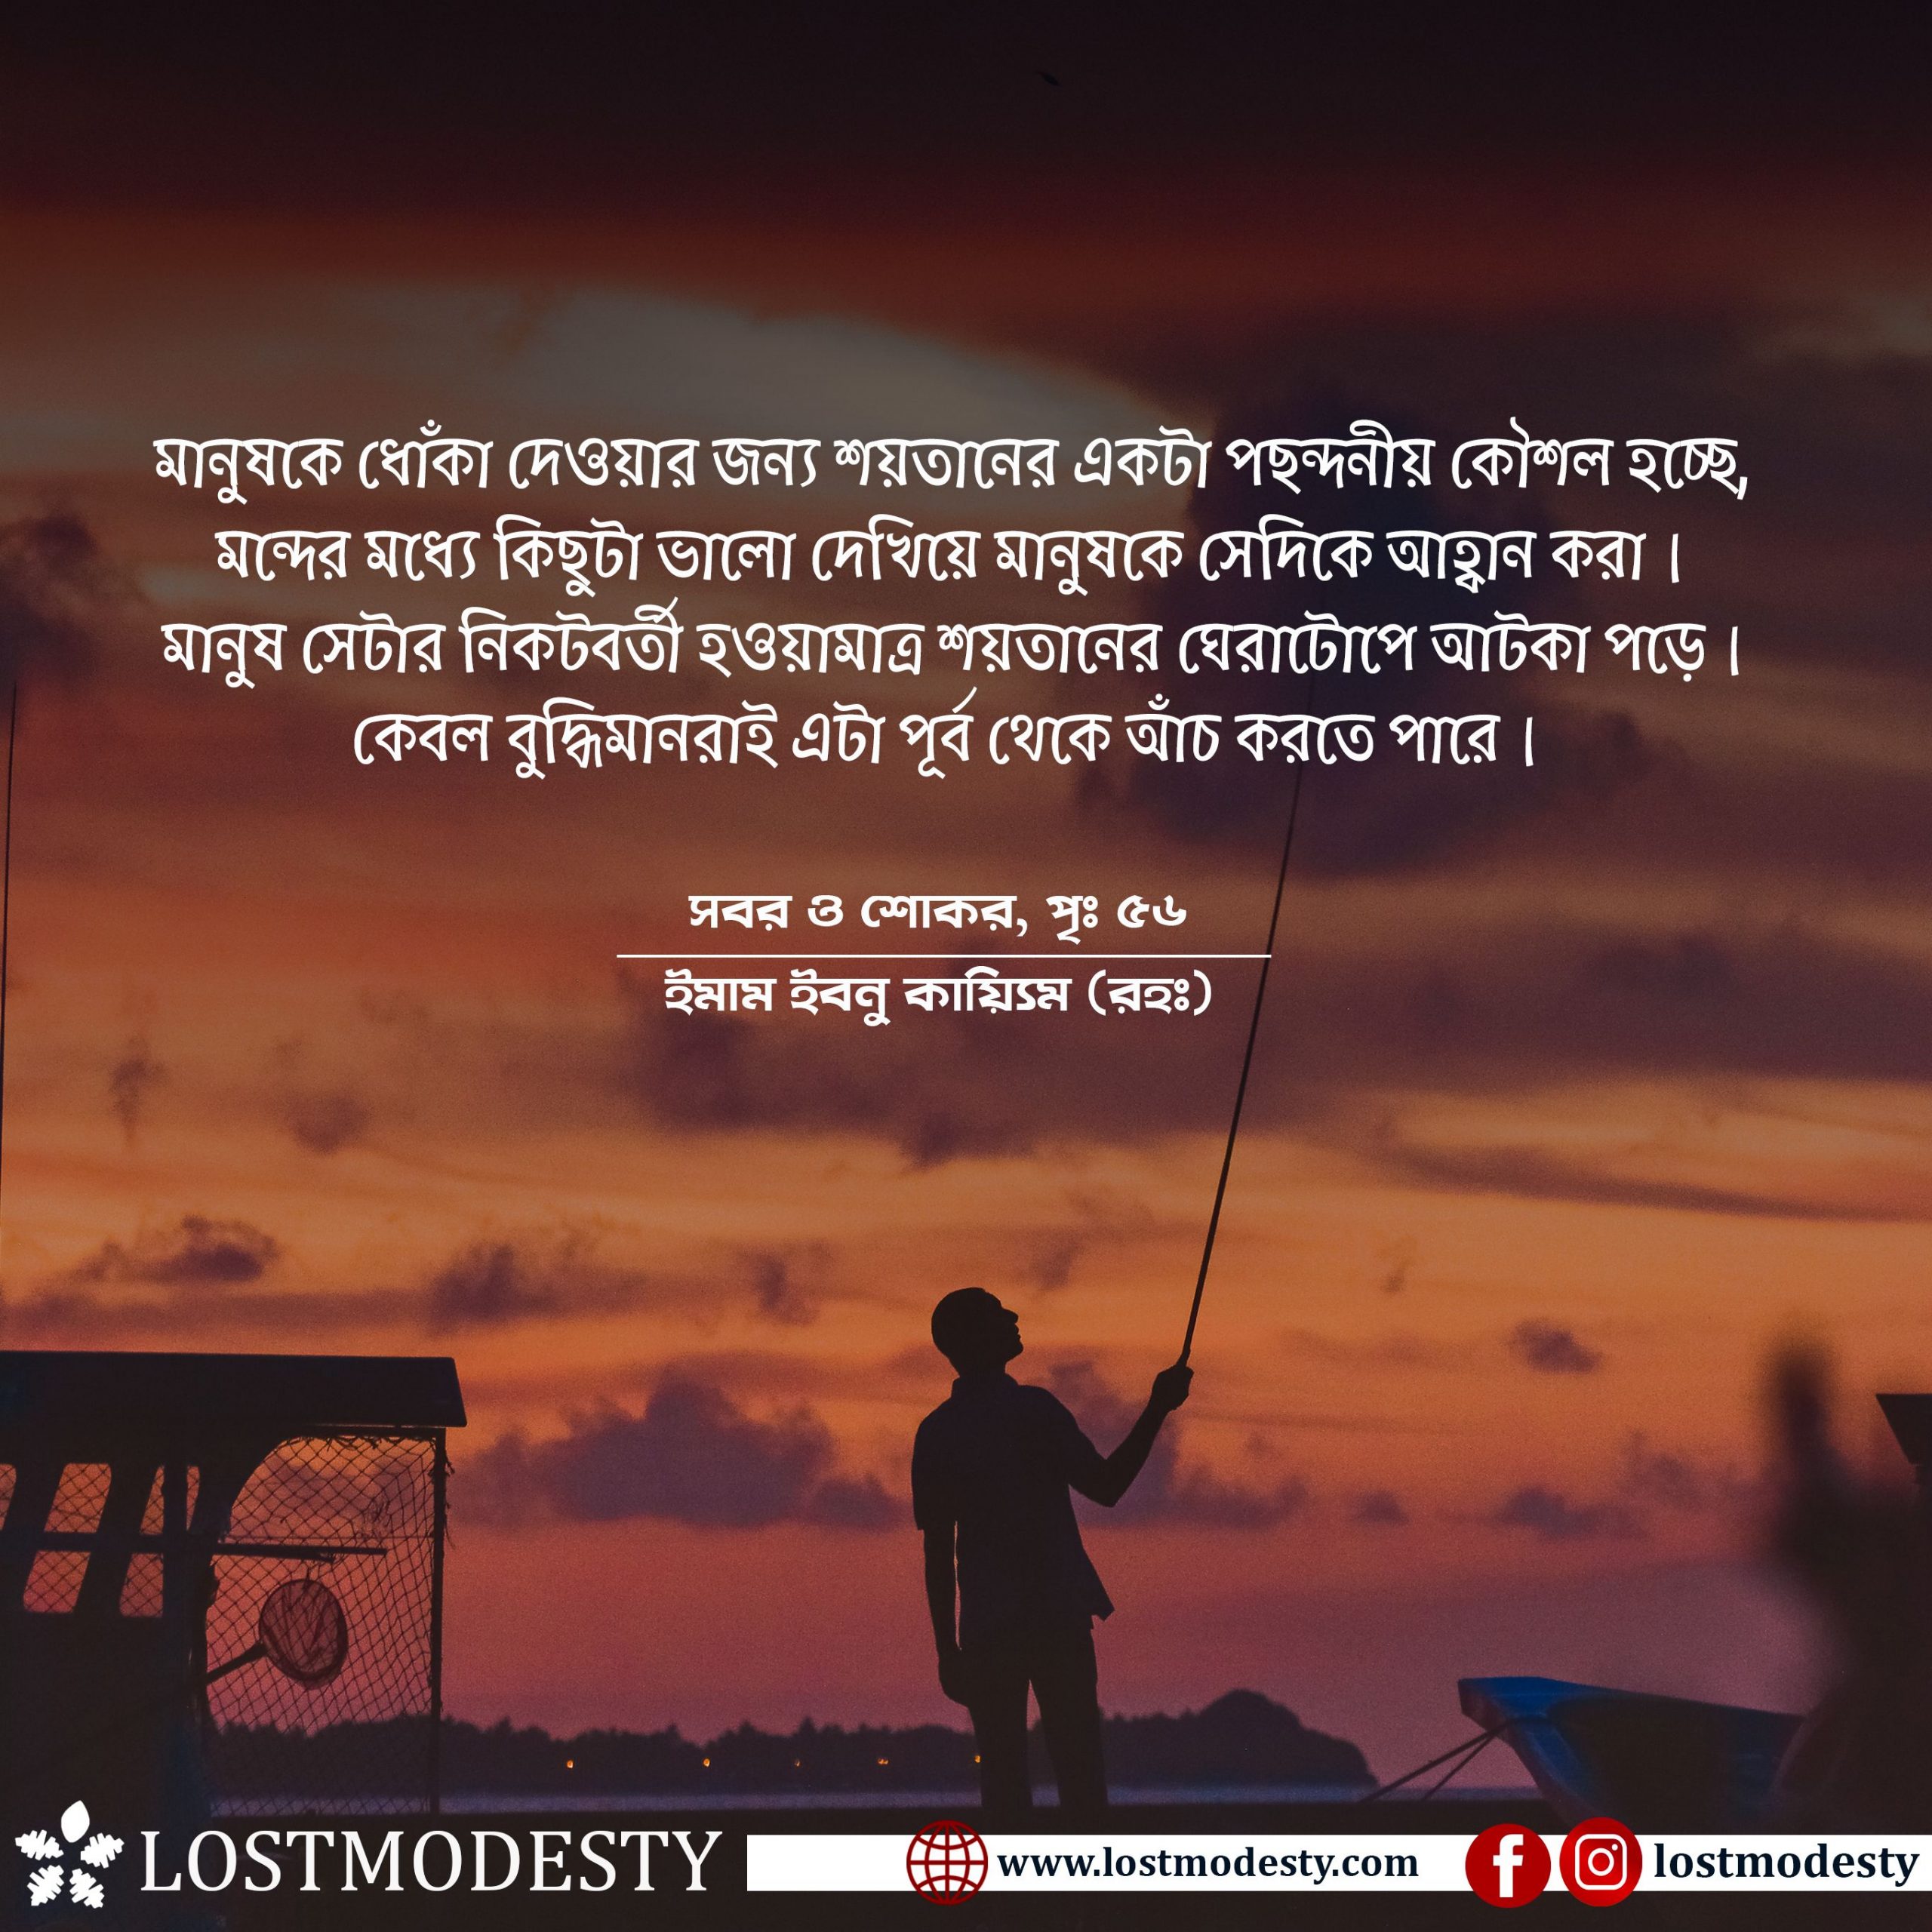 মানুষকে ধোঁকা দেওয়ার জন্য শয়তানের একটা পছন্দনীয় কৌশল হচ্ছে,
মন্দের মধ্যে কিছুটা ভালো দেখিয়ে মানুষকে সেদিকে আহ্বান করা ।
মানুষ সেটার নিকটবর্তী হওয়ামাত্র শয়তানের ঘেরাটোপে আটকা পড়ে ।
কেবল বুদ্ধিমানরাই এটা পূর্ব থেকে আঁচ করতে পারে ।
সবর ও শোকর, পৃঃ ৫৬
ইমাম ইবনু কায়্যিম (রহঃ)
LOSTMODESTY www.lostmodesty.com lostmodesty